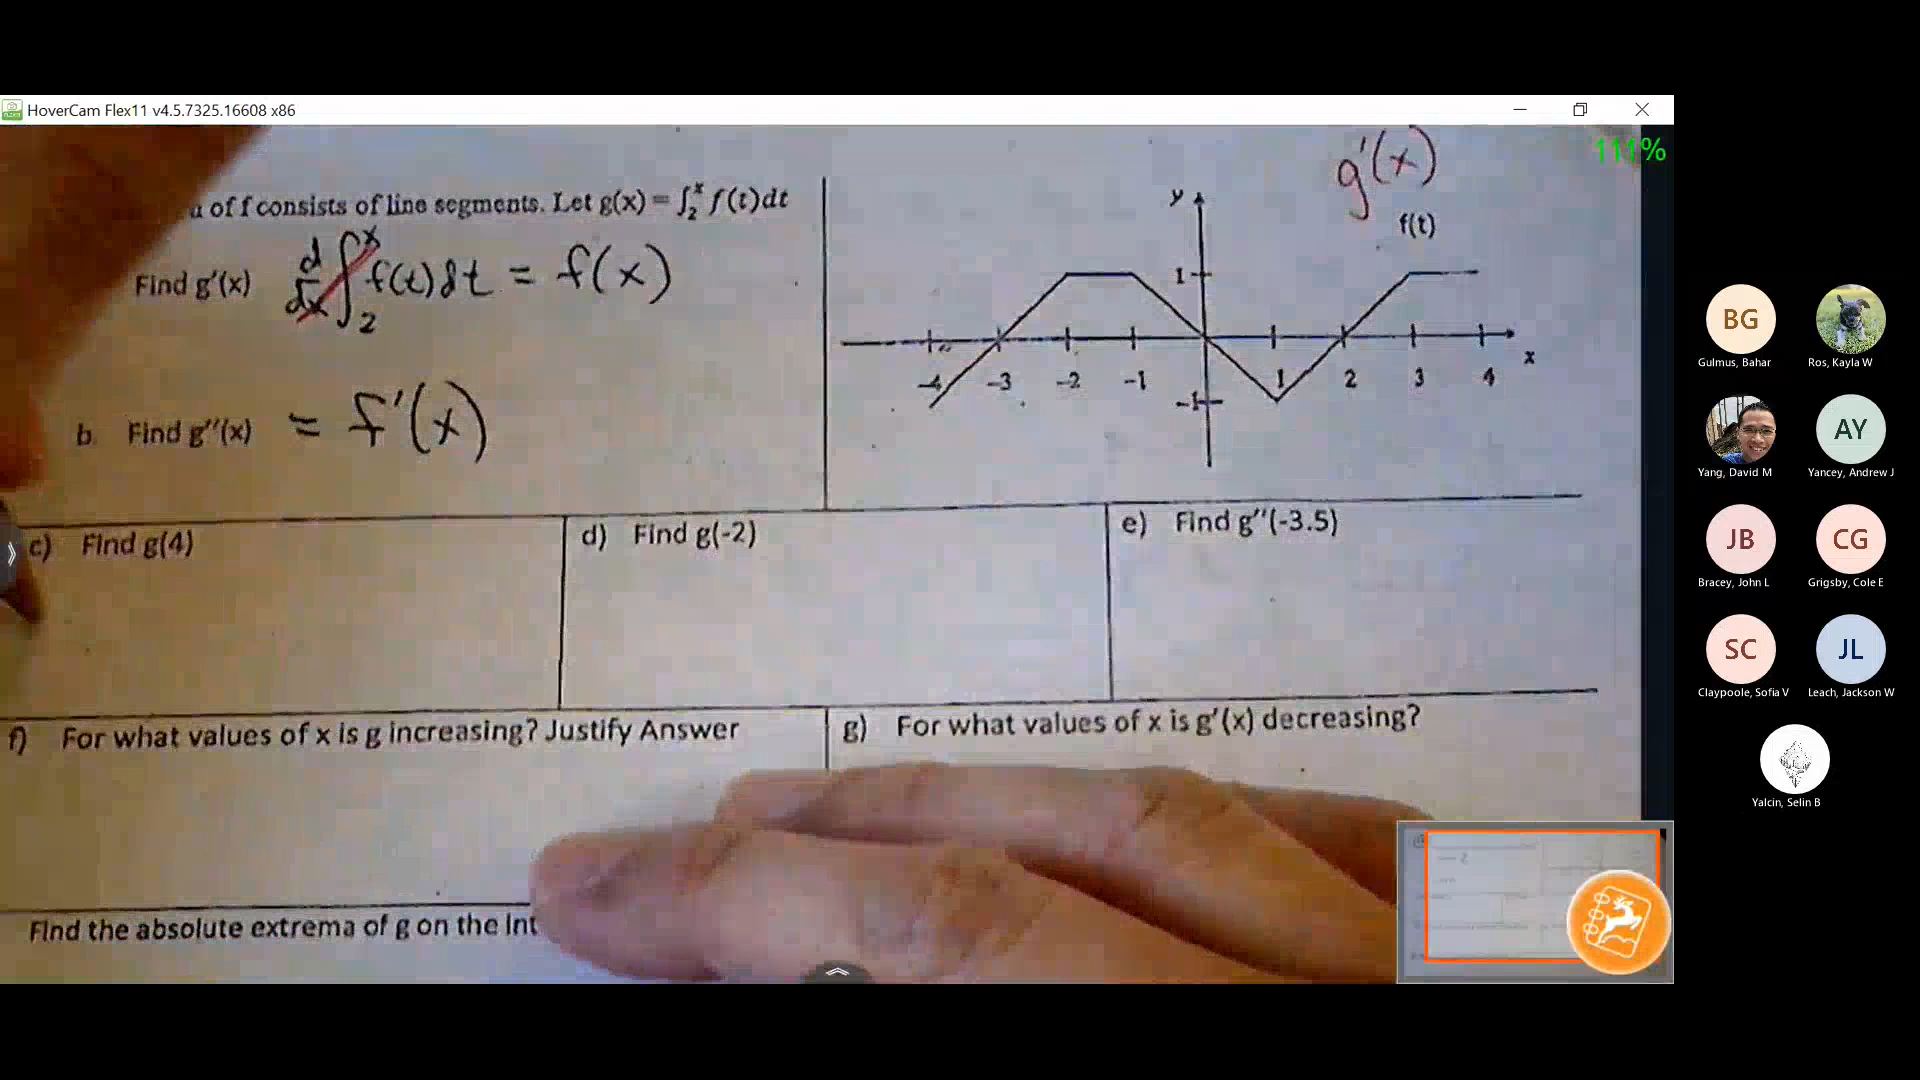 HoverCam Flex11 v4.5.7325.16608 x86
111%
g'(x)
of f consists of line segments. Let g(x) = ∫₂ˣ f(t)dt
Find g'(x) d/dx ∫₂ˣ f(t)dt = f(x)
y
f(t)
1
x
-4 -3 -2 -1 1 2 3 4
-1
b. Find g''(x) = f'(x)
c) Find g(4)
d) Find g(-2)
e) Find g''(-3.5)
f) For what values of x is g increasing? Justify Answer
g) For what values of x is g'(x) decreasing?
Find the absolute extrema of g on the int
BG
Gulmus, Bahar
Ros, Kayla W
Yang, David M
AY
Yancey, Andrew J
JB
Bracey, John L
CG
Grigsby, Cole E
SC
Claypoole, Sofia V
JL
Leach, Jackson W
Yalcin, Selin B